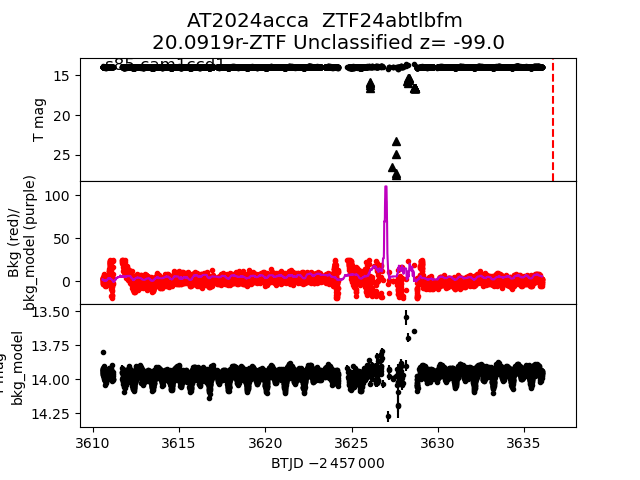 AT2024acca ZTF24abtlbfm
20.0919r-ZTF Unclassified z= -99.0
s85 cam1ccd1
15
20
25
T mag
100
50
0
Bkg (red)/
bkg_model (purple)
13.50
13.75
14.00
14.25
mag
bkg_model
3610
3615
3620
3625
3630
3635
BTJD −2 457 000